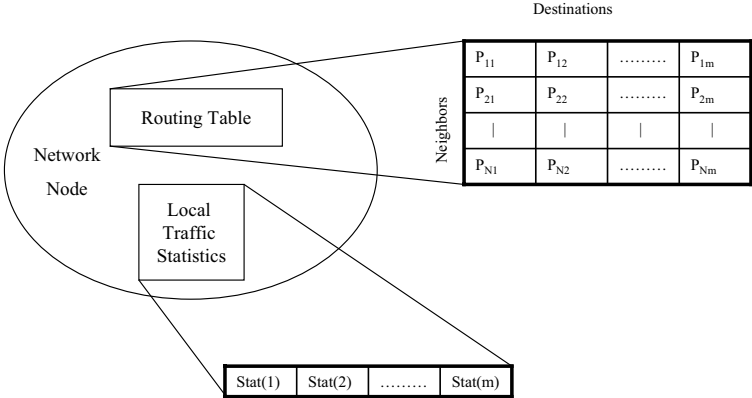 Destinations
Neighbors
P11 P12 ......... P1m
P21 P22 ......... P2m
| | | |
PN1 PN2 ......... PNm
Routing Table
Network
Node
Local
Traffic
Statistics
Stat(1) Stat(2) ......... Stat(m)